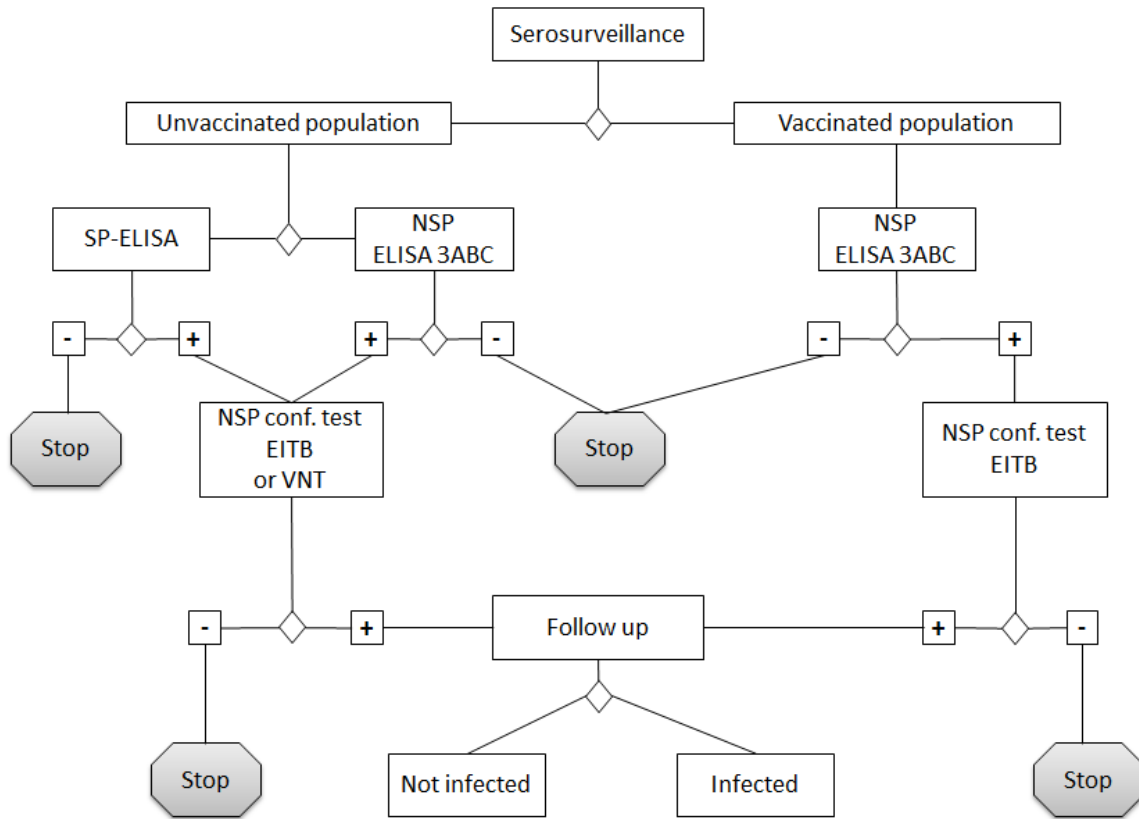 Serosurveillance
Unvaccinated population
Vaccinated population
SP-ELISA
NSP
ELISA 3ABC
NSP
ELISA 3ABC
-
+
+
-
-
+
Stop
NSP conf. test
EITB
or VNT
Stop
NSP conf. test
EITB
-
+
Follow up
+
-
Stop
Not infected
Infected
Stop